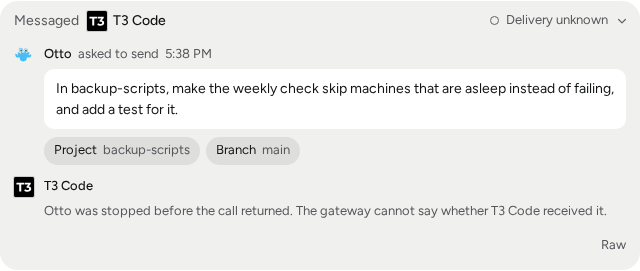 Messaged T3 T3 Code Delivery unknown
Otto asked to send 5:38 PM
In backup-scripts, make the weekly check skip machines that are asleep instead of failing,
and add a test for it.
Project backup-scripts Branch main
T3 T3 Code
Otto was stopped before the call returned. The gateway cannot say whether T3 Code received it.
Raw